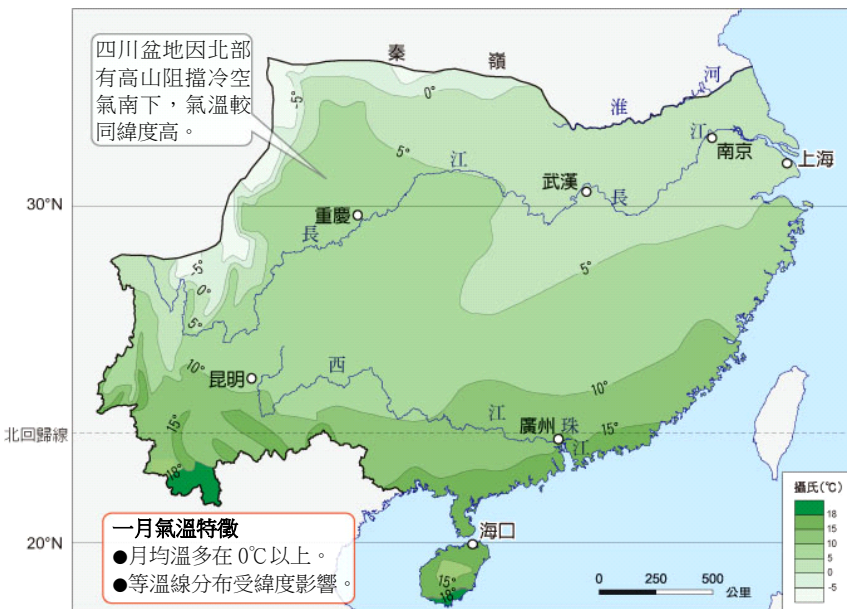 四川盆地因北部
有高山阻擋冷空
氣南下，氣溫較
同緯度高。
秦
嶺
淮
河
-5°
0°
5°
江
江
南京
上海
武漢
長
30°N
重慶
長
-5°
0°
5°
5°
10°
昆明
西
10°
江
廣州
珠
江
15°
15°
北回歸線
18°
攝氏(℃)
18
15
10
5
0
-5
一月氣溫特徵
●月均溫多在 0℃以上。
●等溫線分布受緯度影響。
20°N
海口
15°
18°
0 250 500
公里